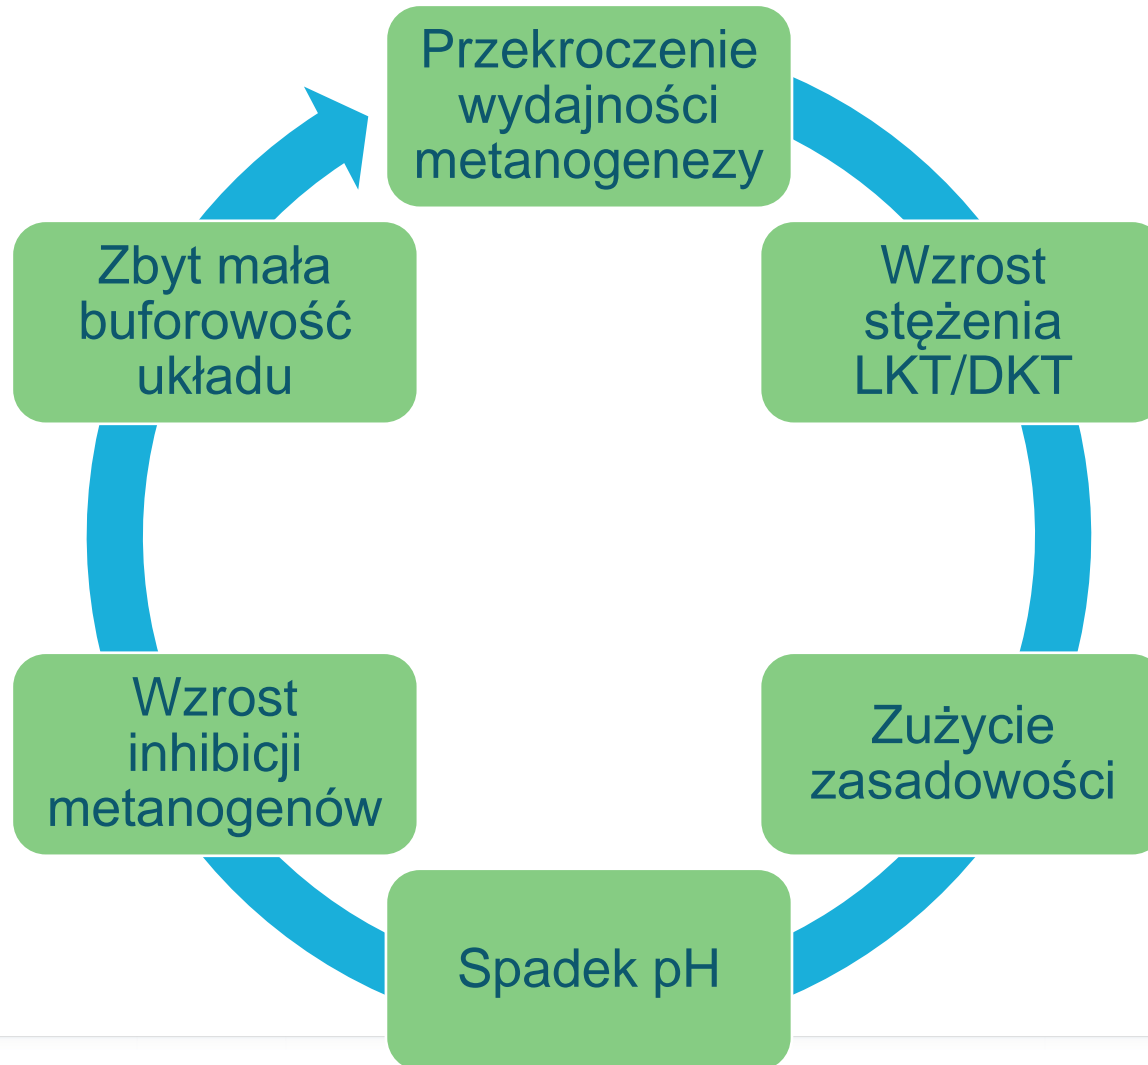 Przekroczenie
wydajności
metanogenezy
Wzrost
stężenia
LKT/DKT
Zużycie
zasadowości
Spadek pH
Wzrost
inhibicji
metanogenów
Zbyt mała
buforowość
układu